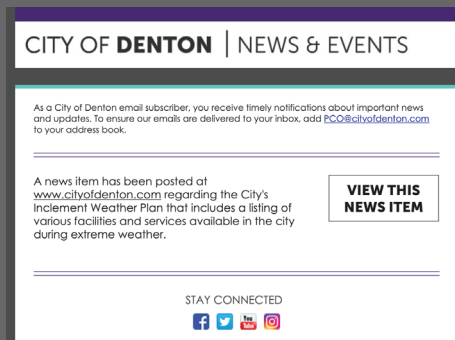 CITY OF DENTON | NEWS & EVENTS
As a City of Denton email subscriber, you receive timely notifications about important news
and updates. To ensure our emails are delivered to your inbox, add PCO@cityofdenton.com
to your address book.
A news item has been posted at
www.cityofdenton.com regarding the City's
Inclement Weather Plan that includes a listing of
various facilities and services available in the city
during extreme weather.
VIEW THIS
NEWS ITEM
STAY CONNECTED
You
Tube